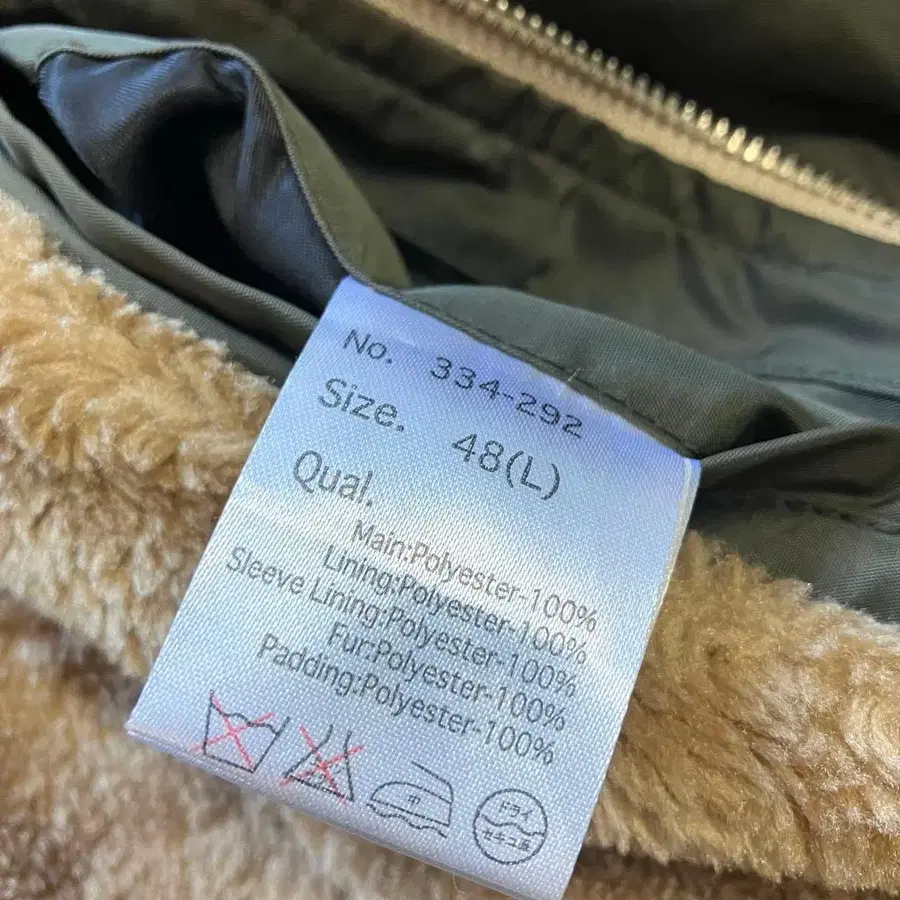 No. 334-292
Size. 48(L)
Qual.
Main:Polyester-100%
Lining:Polyester-100%
Sleeve Lining:Polyester-100%
Fur:Polyester-100%
Padding:Polyester-100%
中
ドライ
セキユ系